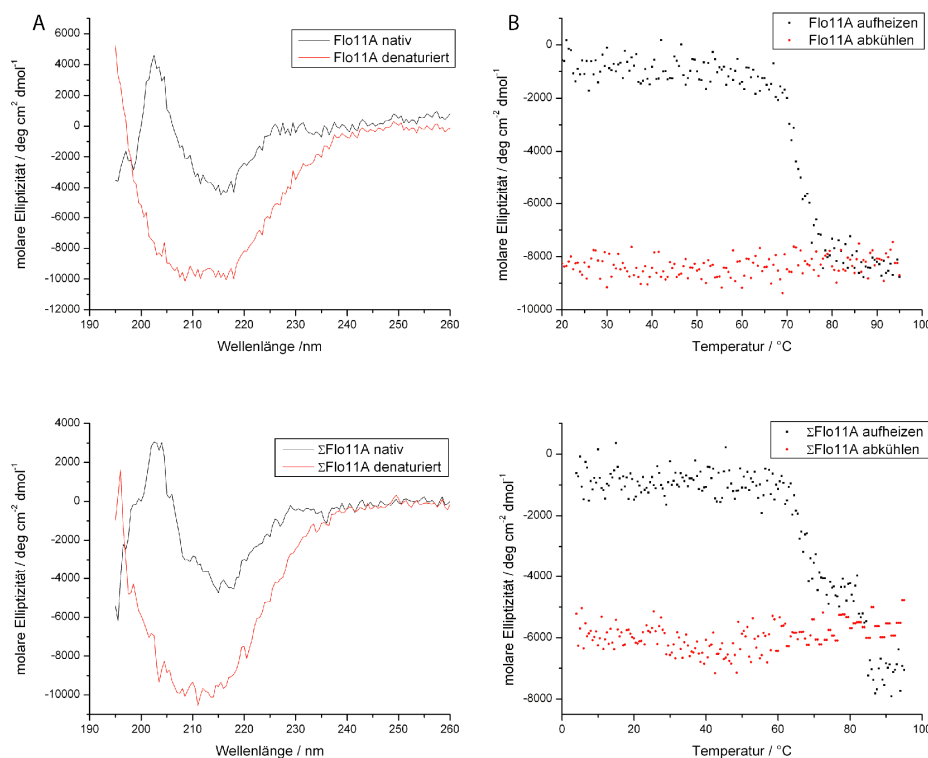 A
6000
4000
2000
0
-2000
-4000
-6000
-8000
-10000
-12000
190 200 210 220 230 240 250 260
molare Elliptizität / deg cm² dmol⁻¹
Wellenlänge /nm
Flo11A nativ
Flo11A denaturiert
B
0
-2000
-4000
-6000
-8000
-10000
20 30 40 50 60 70 80 90 100
molare Elliptizität / deg cm² dmol⁻¹
Temperatur / °C
Flo11A aufheizen
Flo11A abkühlen
4000
2000
0
-2000
-4000
-6000
-8000
-10000
190 200 210 220 230 240 250 260
molare Elliptizität / deg cm⁻² dmol⁻¹
Wellenlänge / nm
ΣFlo11A nativ
ΣFlo11A denaturiert
0
-2000
-4000
-6000
-8000
0 20 40 60 80 100
molare Elliptizität / deg cm² dmol⁻¹
Temperatur / °C
ΣFlo11A aufheizen
ΣFlo11A abkühlen